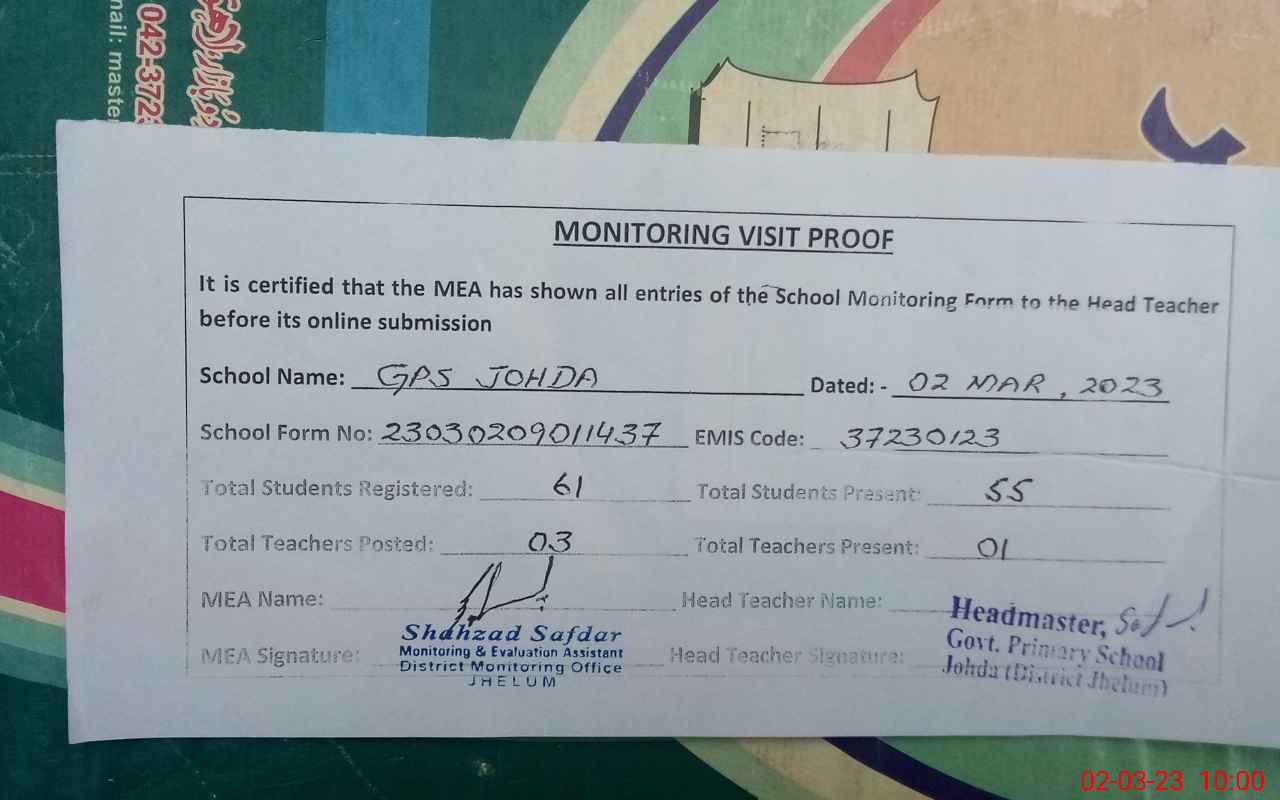 042-372
mail: master
MONITORING VISIT PROOF
It is certified that the MEA has shown all entries of the School Monitoring Form to the Head Teacher
before its online submission
School Name: GPS JOHDA Dated: - 02 MAR, 2023
School Form No: 23030209011437 EMIS Code: 37230123
Total Students Registered: 61 Total Students Present: 55
Total Teachers Posted: 03 Total Teachers Present: 01
MEA Name: Head Teacher Name:
MEA Signature: Head Teacher Signature:
Shahzad Safdar
Monitoring & Evaluation Assistant
District Monitoring Office
JHELUM
Headmaster,
Govt. Primary School
Johda (District Jhelum)
02-03-23 10:00